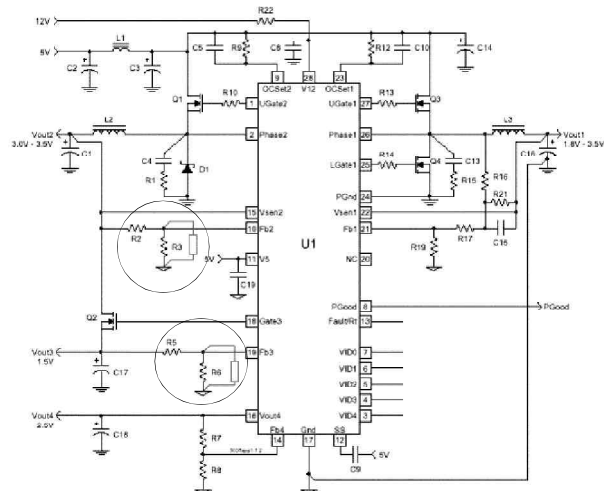 12V
R22
5V
L1
C2
C3
C5
R9
C6
R12
C10
C14
9
28
23
OCSet2
V12
OCSet1
Q1
R10
1
UGate2
UGate1
27
R13
Q3
Vout2
3.0V - 3.5V
L2
2
Phase2
Phase1
26
L3
Vout1
1.8V - 3.5V
C1
C4
R1
D1
LGate1
25
R14
Q4
C13
R15
R16
PGnd
24
R21
15
Vsen2
Vsen1
22
R2
10
Fb2
Fb1
21
R17
R3
R19
U1
5V
11
V5
NC
20
C19
PGood
8
PGood
Q2
18
Gate3
Fault/Rt
13
Vout3
1.5V
R5
19
Fb3
VID0
7
C17
R6
VID1
6
VID2
5
VID3
4
Vout4
2.5V
16
Vout4
VID4
3
C18
R7
Fb4
Gnd
SS
14
17
12
R8
C9
5V